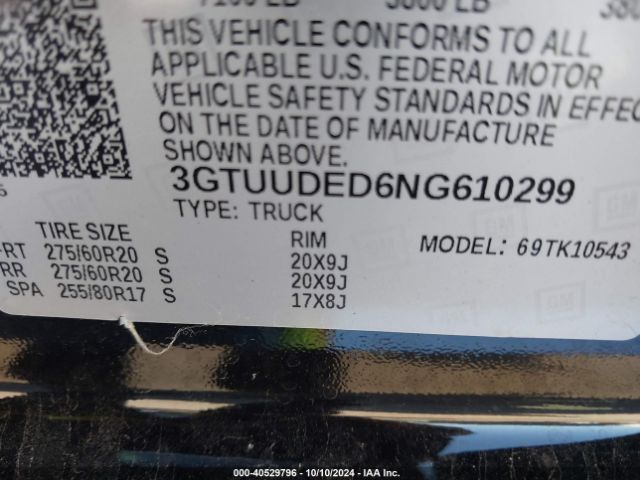 THIS VEHICLE CONFORMS TO ALL
APPLICABLE U.S. FEDERAL MOTOR
VEHICLE SAFETY STANDARDS IN EFFEC
ON THE DATE OF MANUFACTURE
SHOWN ABOVE.
3GTUUDED6NG610299
TYPE: TRUCK
TIRE SIZE RIM MODEL: 69TK10543
RT 275/60R20 S 20X9J
RR 275/60R20 S 20X9J
SPA 255/80R17 S 17X8J
000-40529796 - 10/10/2024 - IAA Inc.